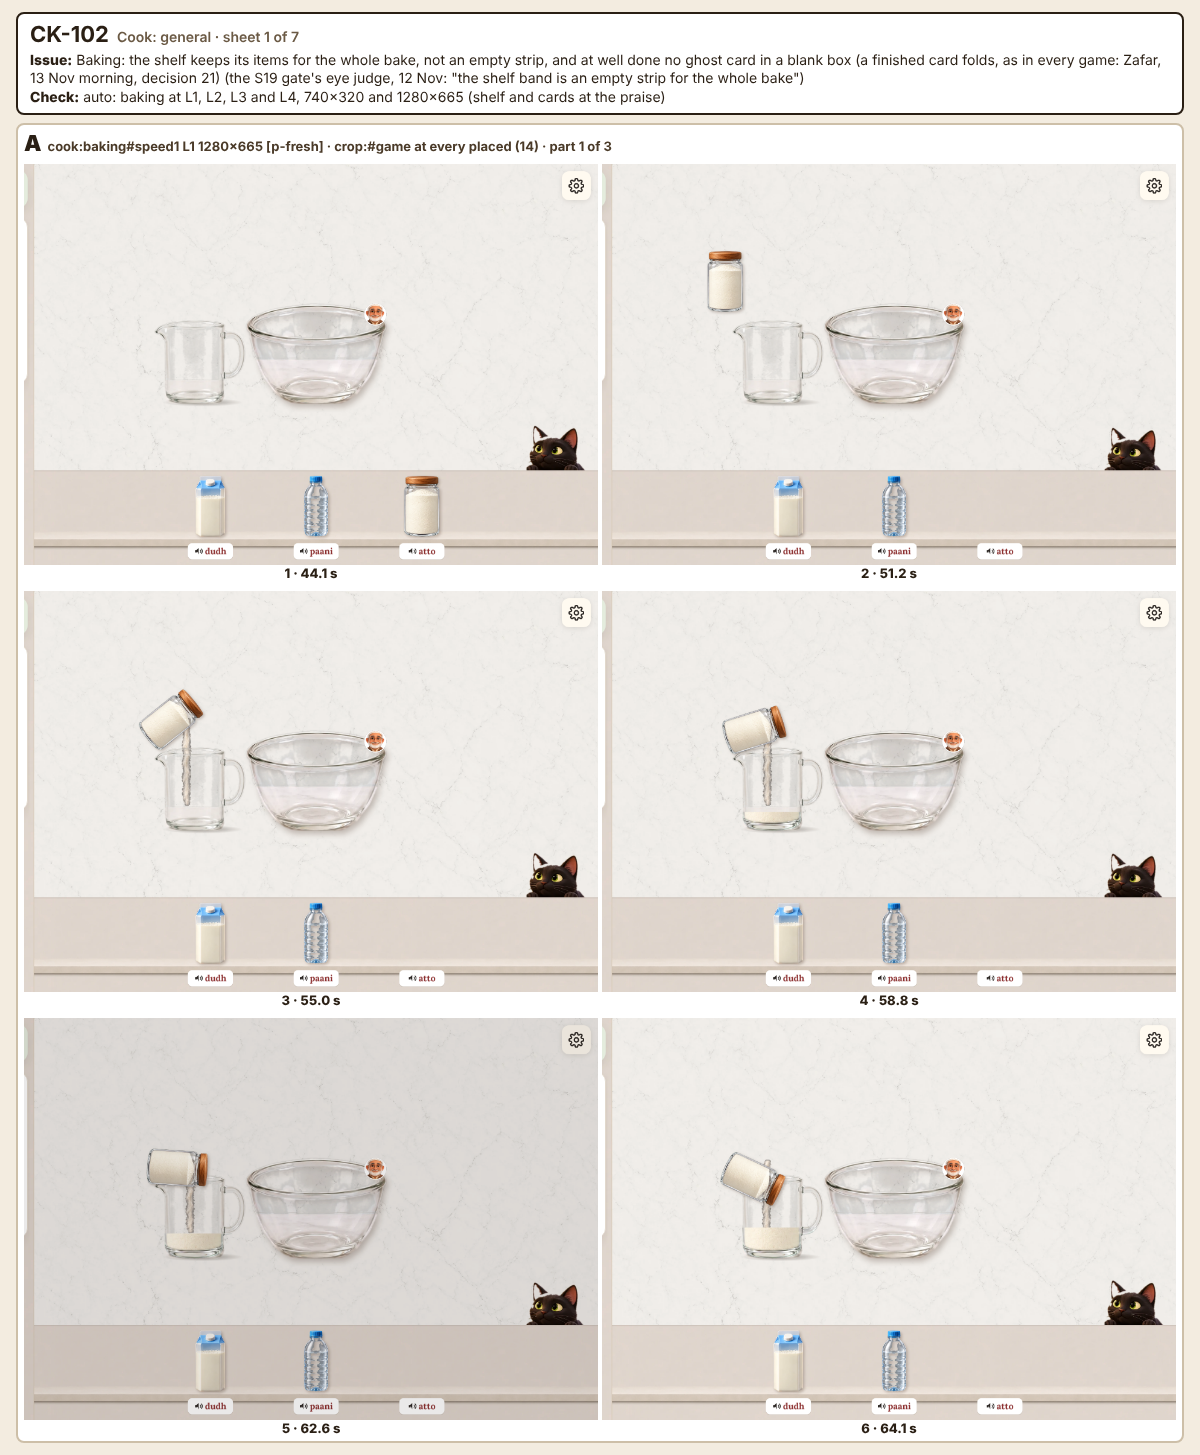 CK-102 Cook: general · sheet 1 of 7
Issue: Baking: the shelf keeps its items for the whole bake, not an empty strip, and at well done no ghost card in a blank box (a finished card folds, as in every game: Zafar,
13 Nov morning, decision 21) (the S19 gate's eye judge, 12 Nov: "the shelf band is an empty strip for the whole bake")
Check: auto: baking at L1, L2, L3 and L4, 740×320 and 1280×665 (shelf and cards at the praise)
A cook:baking#speed1 L1 1280×665 [p-fresh] · crop:#game at every placed (14) · part 1 of 3
dudh paani atto
dudh paani atto
1 · 44.1 s
2 · 51.2 s
dudh paani atto
dudh paani atto
3 · 55.0 s
4 · 58.8 s
dudh paani atto
dudh paani atto
5 · 62.6 s
6 · 64.1 s